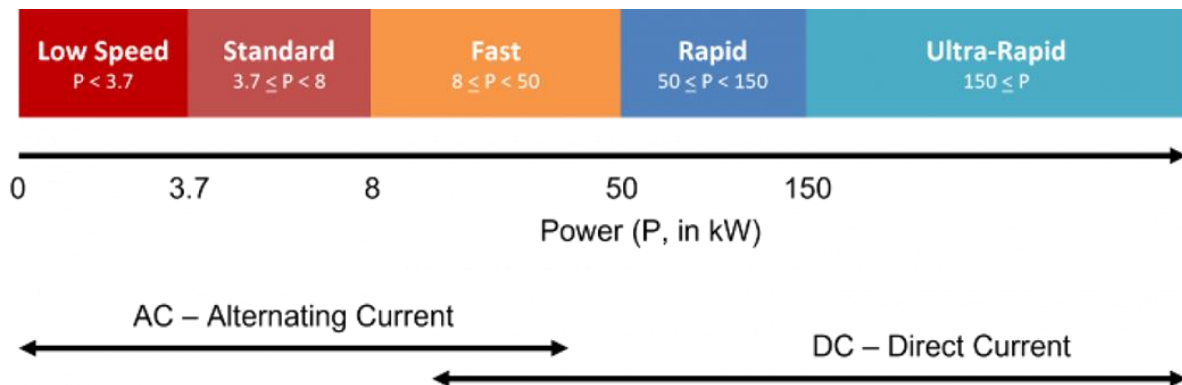 Low Speed
P < 3.7
Standard
3.7 ≤ P < 8
Fast
8 ≤ P < 50
Rapid
50 ≤ P < 150
Ultra-Rapid
150 ≤ P
0 3.7 8 50 150
Power (P, in kW)
AC – Alternating Current
DC – Direct Current